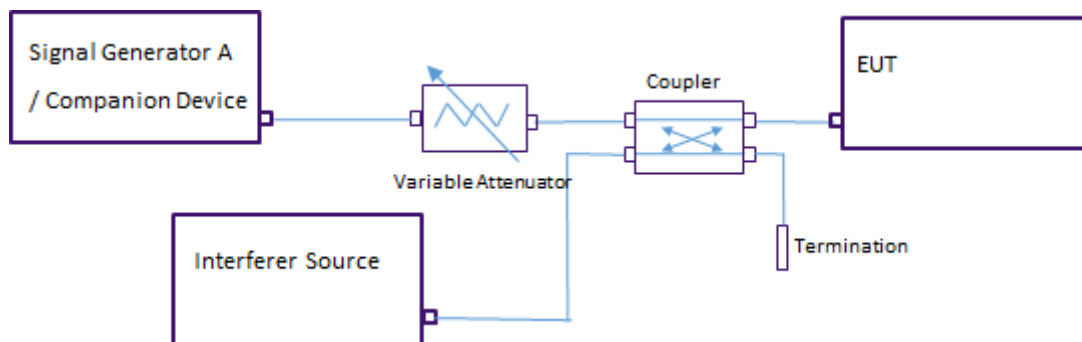 Signal Generator A
/ Companion Device
Variable Attenuator
Coupler
EUT
Termination
Interferer Source